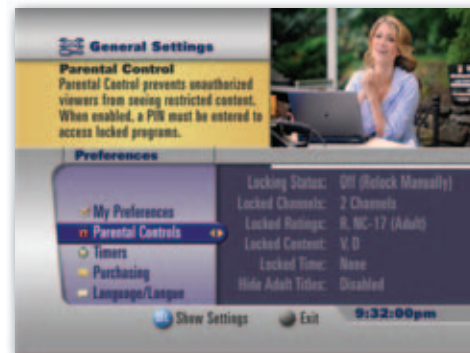 General Settings
Parental Control
Parental Control prevents unauthorized
viewers from seeing restricted content.
When enabled, a PIN must be entered to
access locked programs.
Preferences
My Preferences
Parental Controls
Timers
Purchasing
Language/Langue
Locking Status: Off (Relock Manually)
Locked Channels: 2 Channels
Locked Ratings: R, NC-17 (Adult)
Locked Content: V, D
Locked Time: None
Hide Adult Titles: Disabled
Show Settings
Exit
9:32:00pm